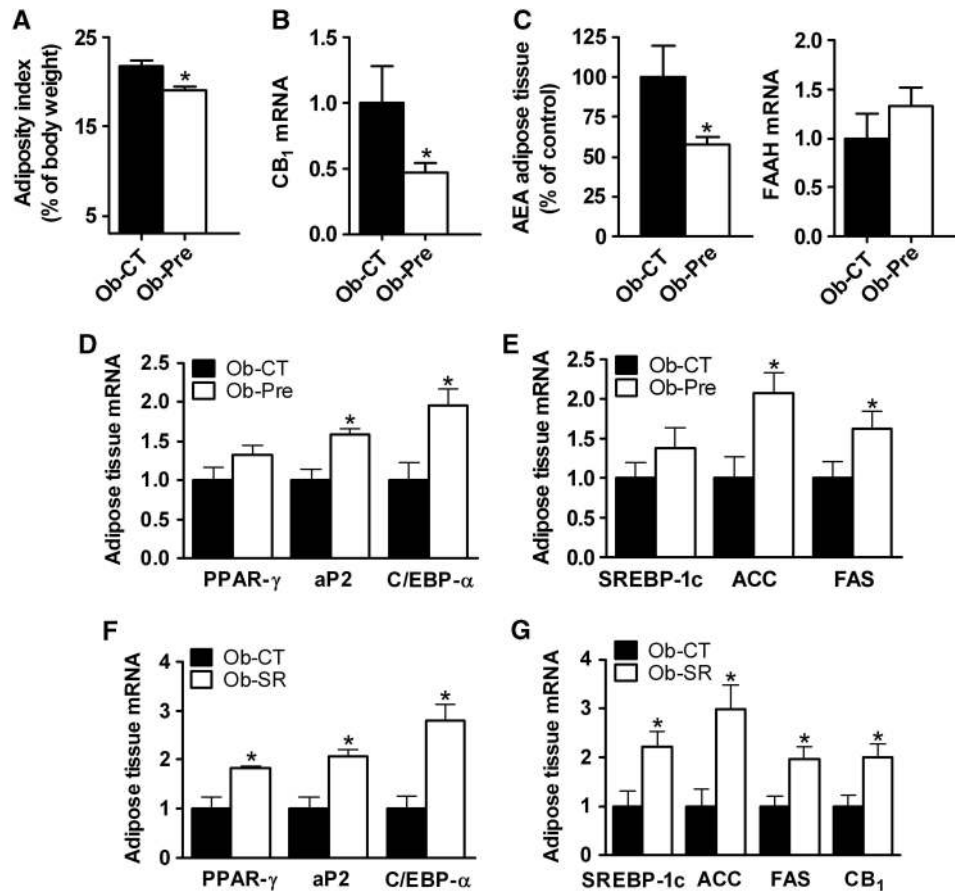 A
Adiposity index
(% of body weight)
25
15
5
*
Ob-CT
Ob-Pre
B
CB₁ mRNA
1.5
1.0
0.5
0.0
*
Ob-CT
Ob-Pre
C
AEA adipose tissue
(% of control)
125
100
75
50
25
0
*
Ob-CT
Ob-Pre
FAAH mRNA
2.0
1.5
1.0
0.5
0.0
Ob-CT
Ob-Pre
D
Adipose tissue mRNA
2.5
2.0
1.5
1.0
0.5
0.0
Ob-CT
Ob-Pre
*
*
PPAR-γ aP2 C/EBP-α
E
Adipose tissue mRNA
2.5
2.0
1.5
1.0
0.5
0.0
Ob-CT
Ob-Pre
*
*
SREBP-1c ACC FAS
F
Adipose tissue mRNA
4
3
2
1
0
Ob-CT
Ob-SR
*
*
*
PPAR-γ aP2 C/EBP-α
G
Adipose tissue mRNA
4
3
2
1
0
Ob-CT
Ob-SR
*
*
*
*
SREBP-1c ACC FAS CB₁